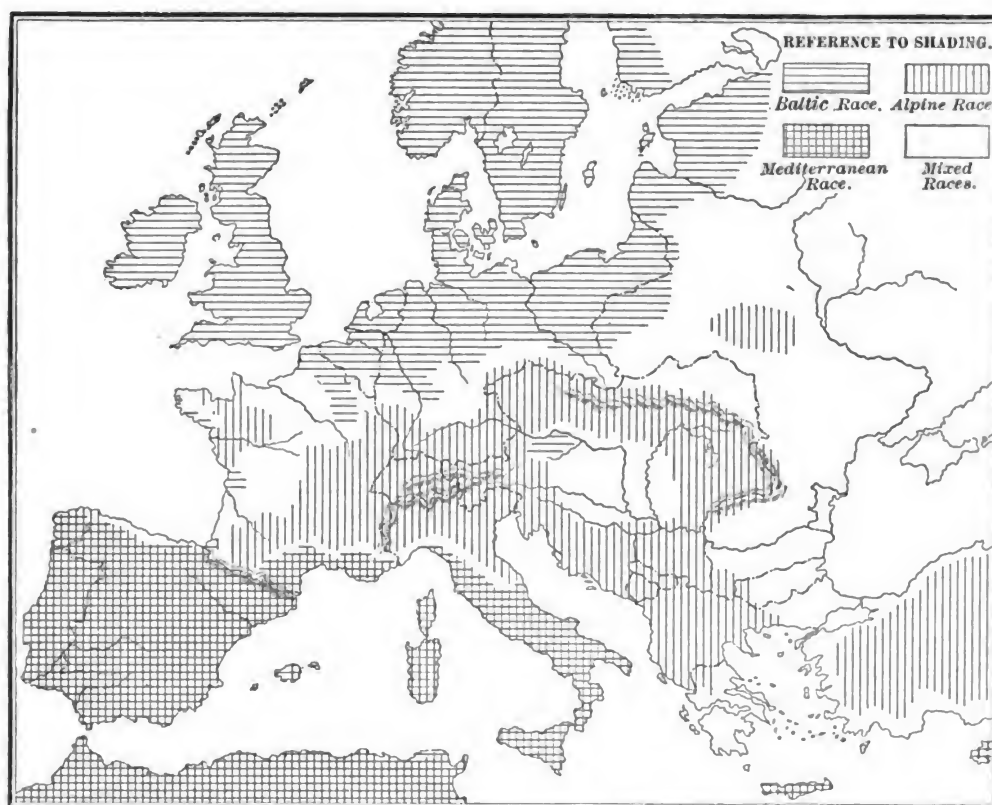 REFERENCE TO SHADING.
Baltic Race. Alpine Race
Mediterranean Race.
Mixed Races.